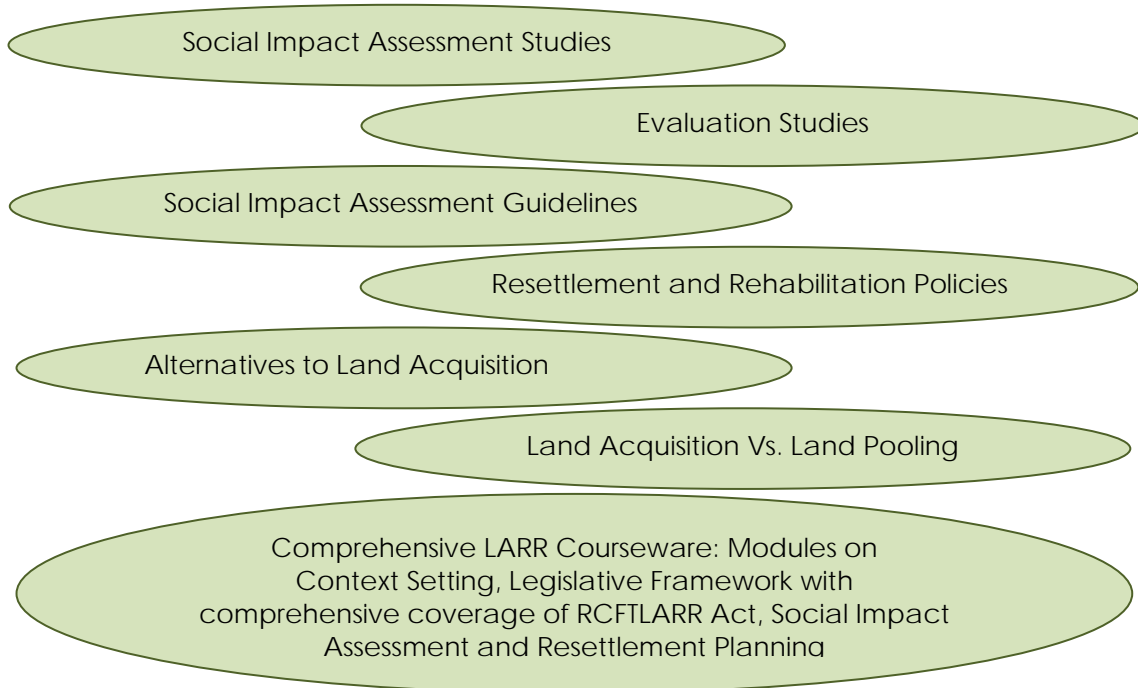 Social Impact Assessment Studies
Evaluation Studies
Social Impact Assessment Guidelines
Resettlement and Rehabilitation Policies
Alternatives to Land Acquisition
Land Acquisition Vs. Land Pooling
Comprehensive LARR Courseware: Modules on
Context Setting, Legislative Framework with
comprehensive coverage of RCFTLARR Act, Social Impact
Assessment and Resettlement Planning